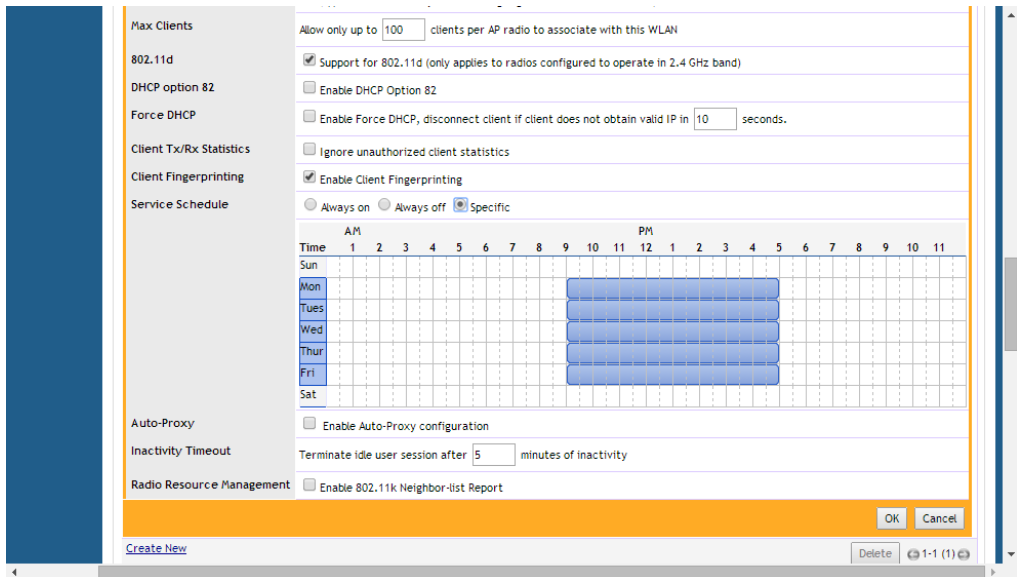 Max Clients
Allow only up to 100 clients per AP radio to associate with this WLAN
802.11d
Support for 802.11d (only applies to radios configured to operate in 2.4 GHz band)
DHCP option 82
Enable DHCP Option 82
Force DHCP
Enable Force DHCP, disconnect client if client does not obtain valid IP in 10 seconds.
Client Tx/Rx Statistics
Ignore unauthorized client statistics
Client Fingerprinting
Enable Client Fingerprinting
Service Schedule
Always on Always off Specific
AM PM
Time 1 2 3 4 5 6 7 8 9 10 11 12 1 2 3 4 5 6 7 8 9 10 11
Sun
Mon
Tues
Wed
Thur
Fri
Sat
Auto-Proxy
Enable Auto-Proxy configuration
Inactivity Timeout
Terminate idle user session after 5 minutes of inactivity
Radio Resource Management
Enable 802.11k Neighbor-list Report
OK Cancel
Create New
Delete 1-1 (1)